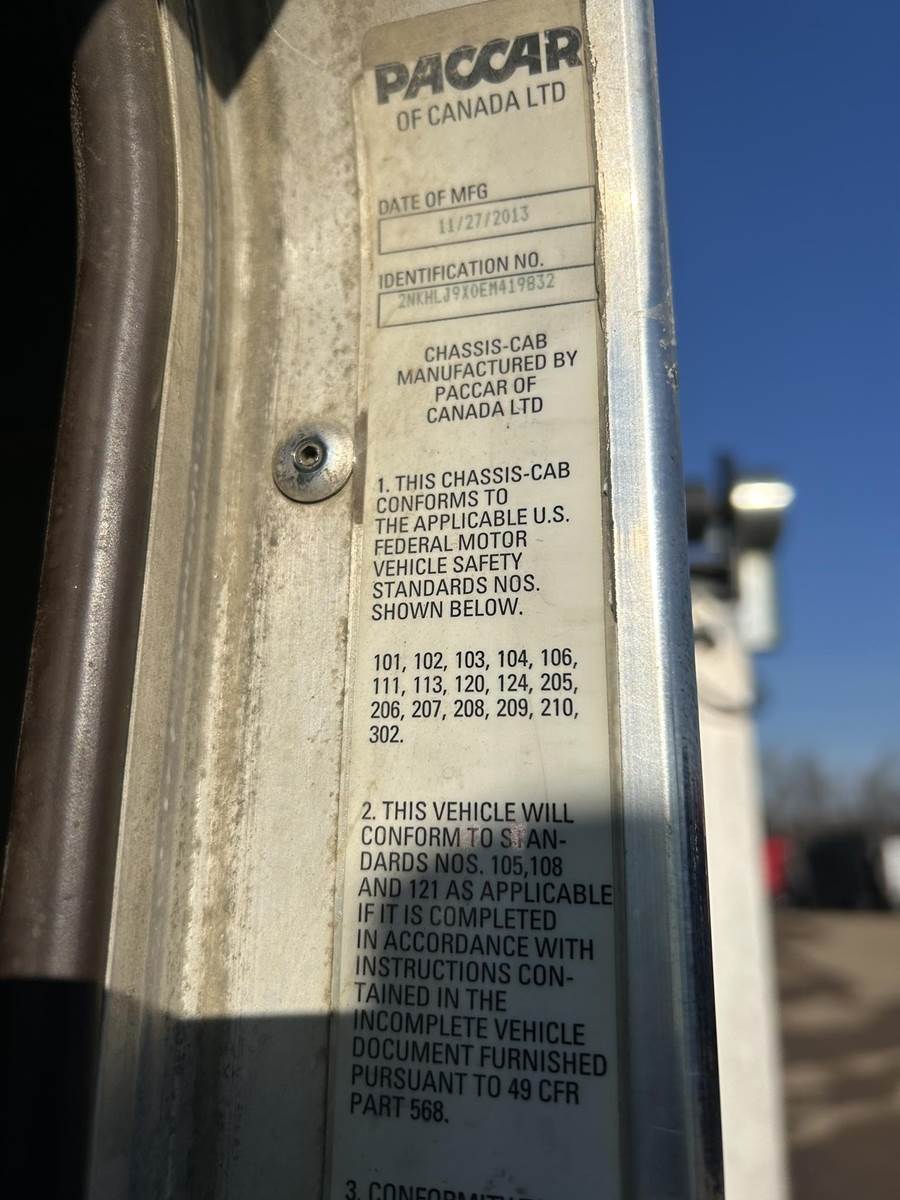 PACCAR
OF CANADA LTD
DATE OF MFG
11/27/2013
IDENTIFICATION NO.
2NKHLJ9X0EM419832
CHASSIS-CAB
MANUFACTURED BY
PACCAR OF
CANADA LTD
1. THIS CHASSIS-CAB
CONFORMS TO
THE APPLICABLE U.S.
FEDERAL MOTOR
VEHICLE SAFETY
STANDARDS NOS.
SHOWN BELOW.
101, 102, 103, 104, 106,
111, 113, 120, 124, 205,
206, 207, 208, 209, 210,
302.
2. THIS VEHICLE WILL
CONFORM TO STAN-
DARDS NOS. 105,108
AND 121 AS APPLICABLE
IF IT IS COMPLETED
IN ACCORDANCE WITH
INSTRUCTIONS CON-
TAINED IN THE
INCOMPLETE VEHICLE
DOCUMENT FURNISHED
PURSUANT TO 49 CFR
PART 568.
3. CONFORMITY